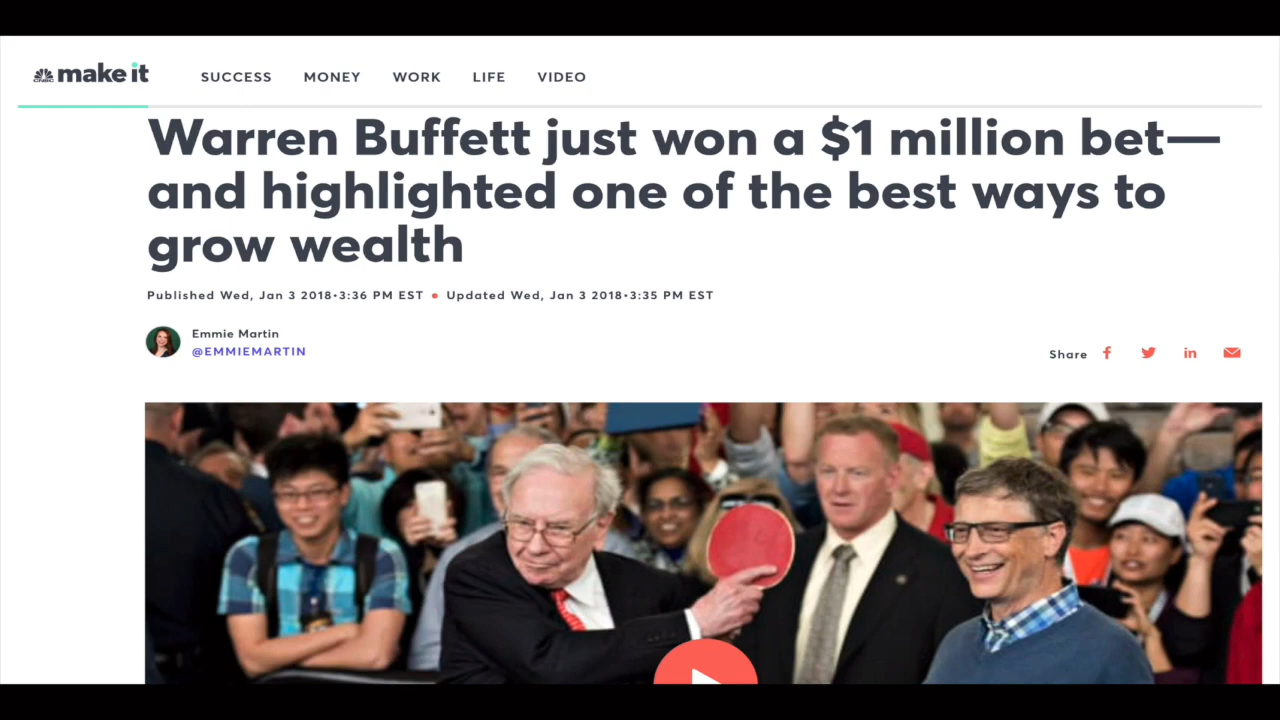 CNBC make it SUCCESS MONEY WORK LIFE VIDEO
Warren Buffett just won a $1 million bet—
and highlighted one of the best ways to
grow wealth
Published Wed, Jan 3 2018•3:36 PM EST • Updated Wed, Jan 3 2018•3:35 PM EST
Emmie Martin
@EMMIEMARTIN
Share f in